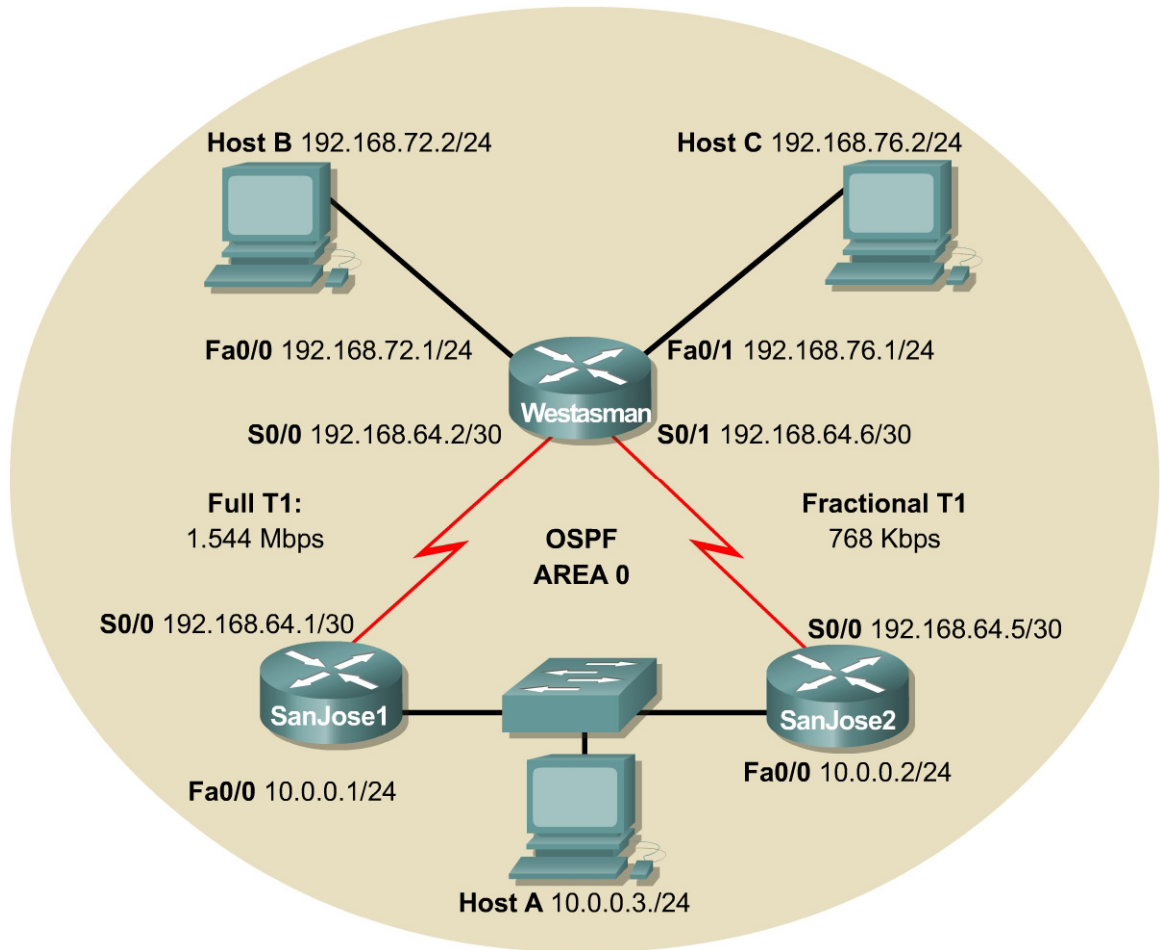 Host B 192.168.72.2/24
Host C 192.168.76.2/24
Fa0/0 192.168.72.1/24
Fa0/1 192.168.76.1/24
Westasman
S0/0 192.168.64.2/30
S0/1 192.168.64.6/30
Full T1:
1.544 Mbps
OSPF
AREA 0
Fractional T1
768 Kbps
S0/0 192.168.64.1/30
S0/0 192.168.64.5/30
SanJose1
SanJose2
Fa0/0 10.0.0.1/24
Fa0/0 10.0.0.2/24
Host A 10.0.0.3./24